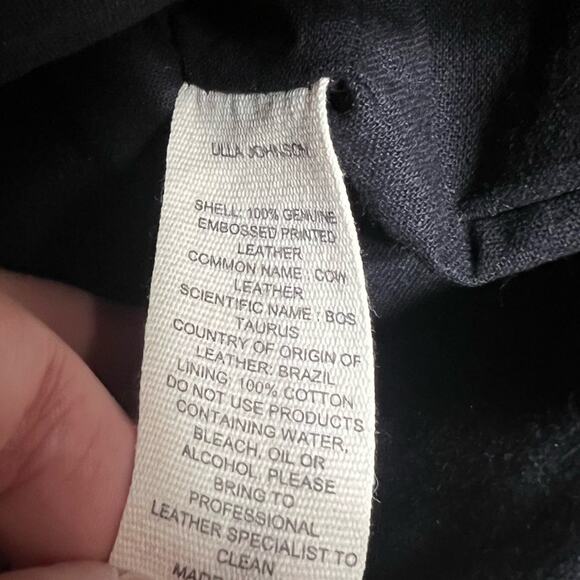 ULLA JOHNSON
SHELL: 100% GENUINE
EMBOSSED PRINTED
LEATHER
COMMON NAME : COW
LEATHER
SCIENTIFIC NAME : BOS
TAURUS
COUNTRY OF ORIGIN OF
LEATHER: BRAZIL
LINING: 100% COTTON
DO NOT USE PRODUCTS
CONTAINING WATER,
BLEACH, OIL OR
ALCOHOL. PLEASE
BRING TO
PROFESSIONAL
LEATHER SPECIALIST TO
CLEAN
MADE